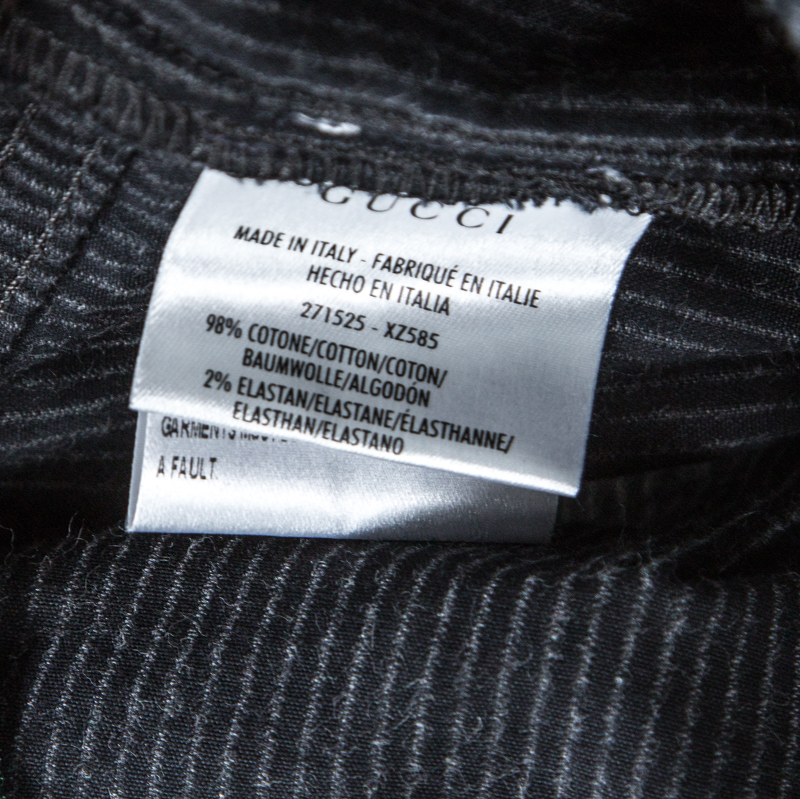 GUCCI
MADE IN ITALY - FABRIQUÉ EN ITALIE
HECHO EN ITALIA
271525 - XZ585
98% COTONE/COTTON/COTON/
BAUMWOLLE/ALGODÓN
2% ELASTAN/ELASTANE/ÉLASTHANNE/
ELASTHAN/ELASTANO
GARMENTS
A FAULT